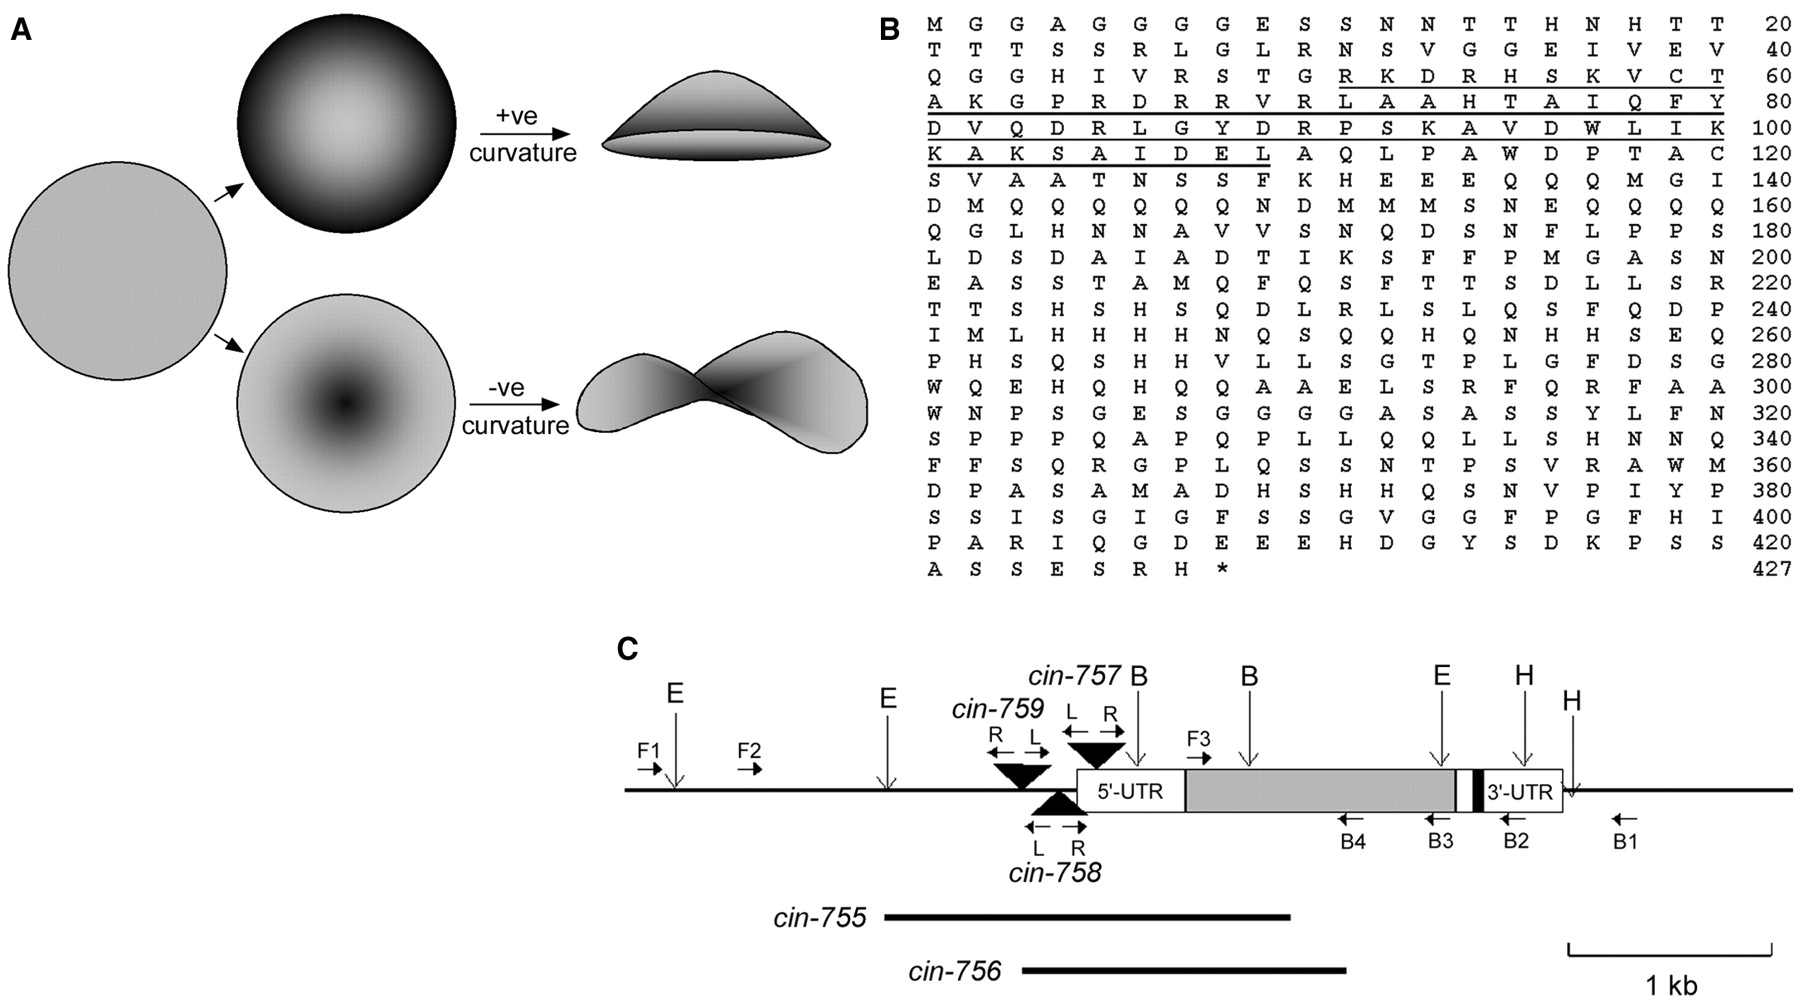 A
+ve
curvature
-ve
curvature
B
M G G A G G G G E S S N N T T H N H T T 20
T T T S S R L G L R N S V G G E I V E V 40
Q G G H I V R S T G R K D R H S K V C T 60
A K G P R D R R V R L A A H T A I Q F Y 80
D V Q D R L G Y D R P S K A V D W L I K 100
K A K S A I D E L A Q L P A W D P T A C 120
S V A A T N S S F K H E E E Q Q Q M G I 140
D M Q Q Q Q Q Q N D M M M S N E Q Q Q Q 160
Q G L H N N A V V S N Q D S N F L P P S 180
L D S D A I A D T I K S F F P M G A S N 200
E A S S T A M Q F Q S F T T S D L L S R 220
T T S H S H S Q D L R L S L Q S F Q D P 240
I M L H H H H N Q S Q Q H Q N H H S E Q 260
P H S Q S H H V L L S G T P L G F D S G 280
W Q E H Q H Q Q A A E L S R F Q R F A A 300
W N P S G E S G G G G A S A S S Y L F N 320
S P P P Q A P Q P L L Q Q L L S H N N Q 340
F F S Q R G P L Q S S N T P S V R A W M 360
D P A S A M A D H S H H Q S N V P I Y P 380
S S I S G I G F S S G V G G F P G F H I 400
P A R I Q G D E E E H D G Y S D K P S S 420
A S S E S R H * 427
C
cin-757 B B E H
E E cin-759 L R H
F1 F2 R L F3
5'-UTR 3'-UTR
L R B4 B3 B2 B1
cin-758
cin-755
cin-756
1 kb